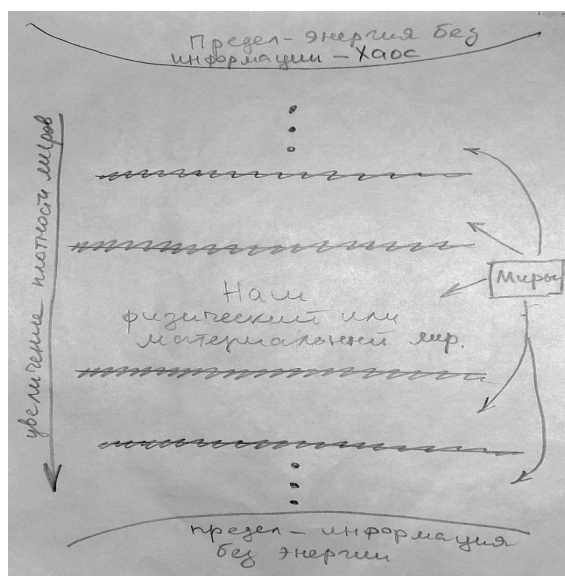 Предел - энергия без
информации - Хаос
увеличение плотности миров
Миры
Наш
физический или
материальный мир.
предел - информация
без энергии